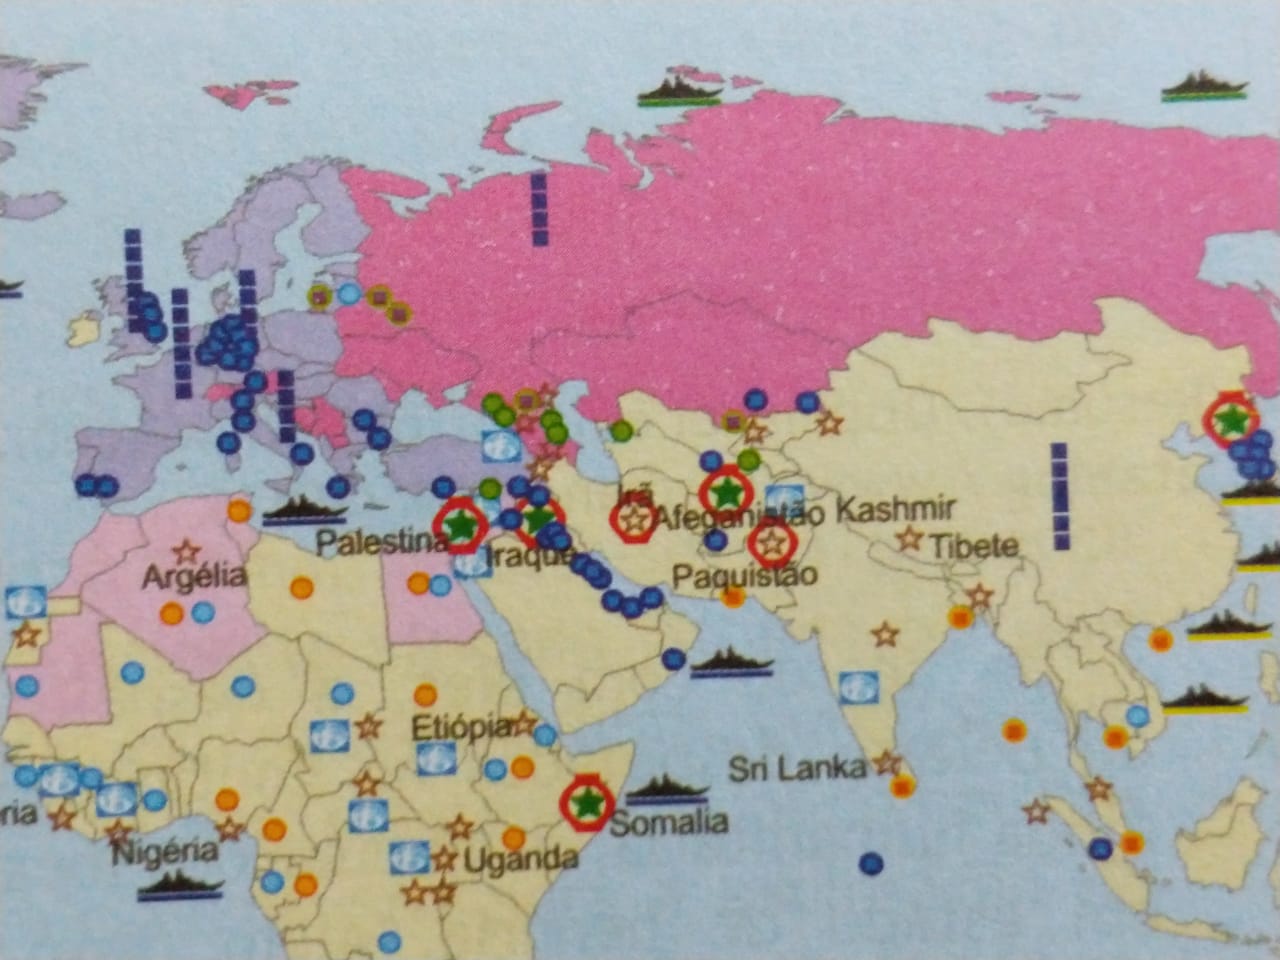 Irã
Afeganistão
Kashmir
Palestina
Iraque
Tibete
Argélia
Paquistão
Etiópia
Sri Lanka
ria
Somalia
Nigéria
Uganda